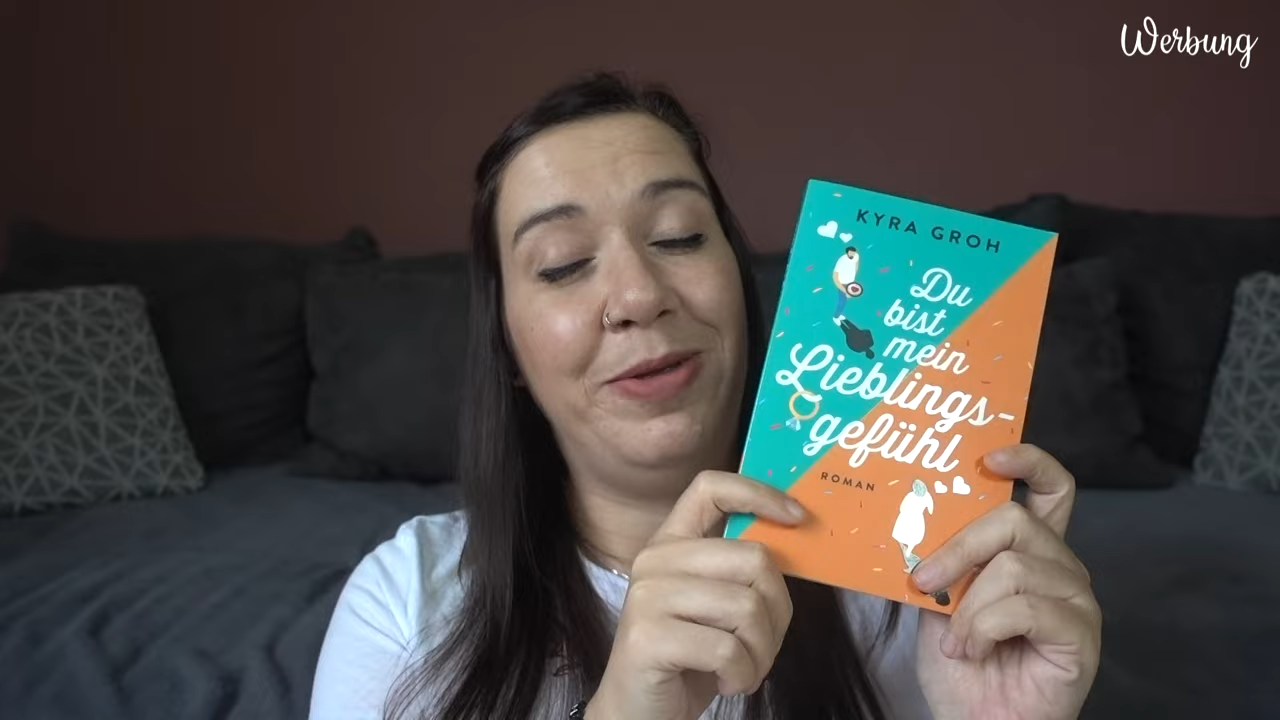 Werbung
KYRA GROH
Du
bist
mein
Lieblings-
gefühl
ROMAN